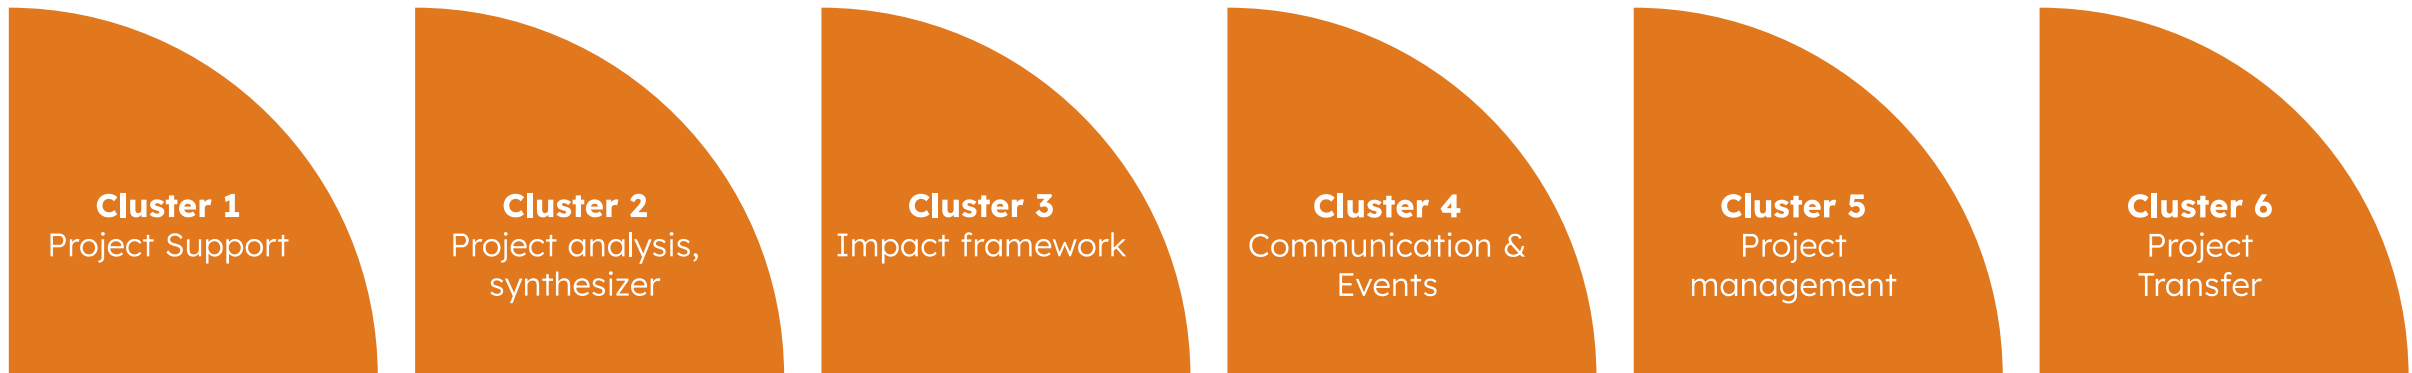 Cluster 1
Project Support
Cluster 2
Project analysis,
synthesizer
Cluster 3
Impact framework
Cluster 4
Communication &
Events
Cluster 5
Project
management
Cluster 6
Project
Transfer